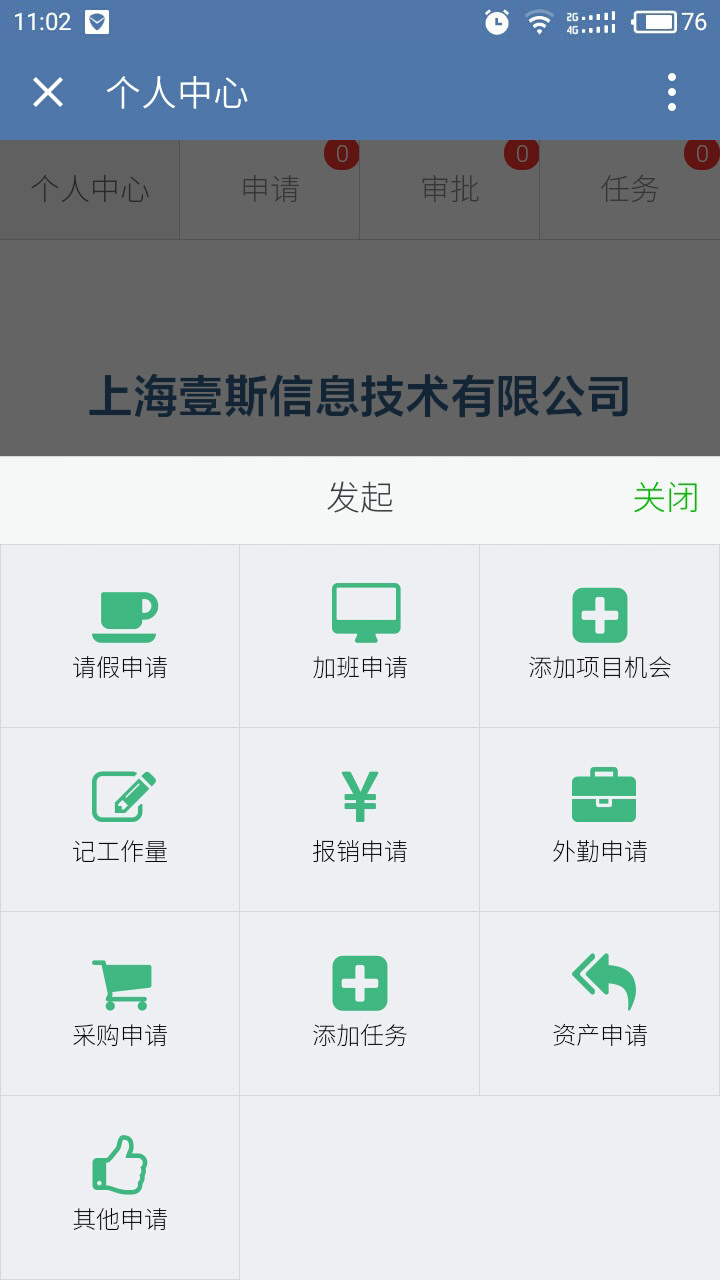 11:02 2G 4G 76
个人中心
个人中心 申请 0 审批 0 任务 0
上海壹斯信息技术有限公司
发起 关闭
请假申请 加班申请 添加项目机会
记工作量 报销申请 外勤申请
采购申请 添加任务 资产申请
其他申请